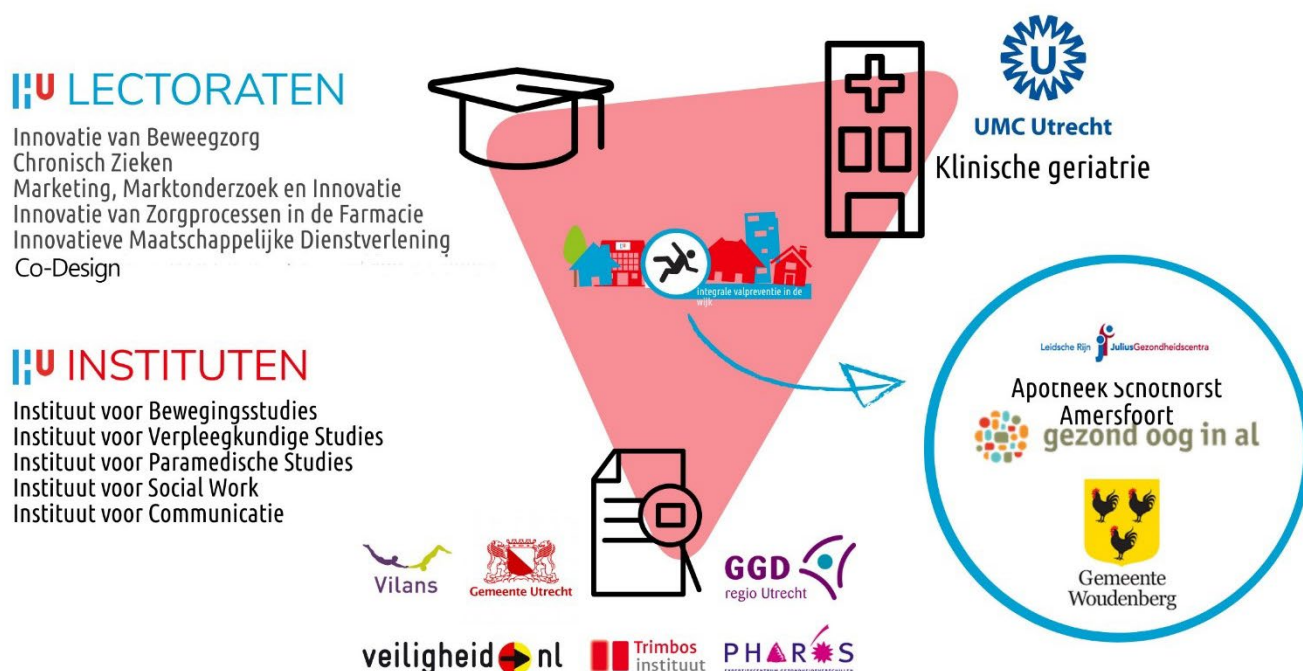 HU LECTORATEN
Innovatie van Beweegzorg
Chronisch Zieken
Marketing, Marktonderzoek en Innovatie
Innovatie van Zorgprocessen in de Farmacie
Innovatieve Maatschappelijke Dienstverlening
Co-Design
HU INSTITUTEN
Instituut voor Bewegingsstudies
Instituut voor Verpleegkundige Studies
Instituut voor Paramedische Studies
Instituut voor Social Work
Instituut voor Communicatie
U
UMC Utrecht
Klinische geriatrie
integrale valpreventie in de
wijk
Leidsche Rijn JuliusGezondheidscentra
Apotheek Schothorst
Amersfoort
gezond oog in al
Gemeente
Woudenberg
Vilans
Gemeente Utrecht
GGD
regio Utrecht
veiligheid nl
Trimbos
instituut
PHAROS